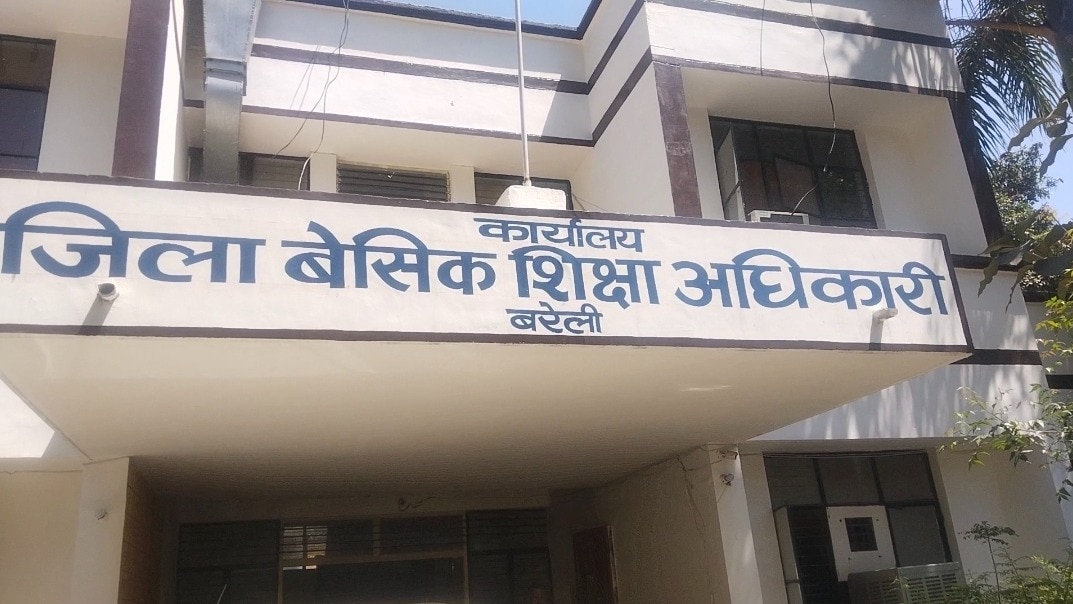 कार्यालय
जिला बेसिक शिक्षा अधिकारी
बरेली